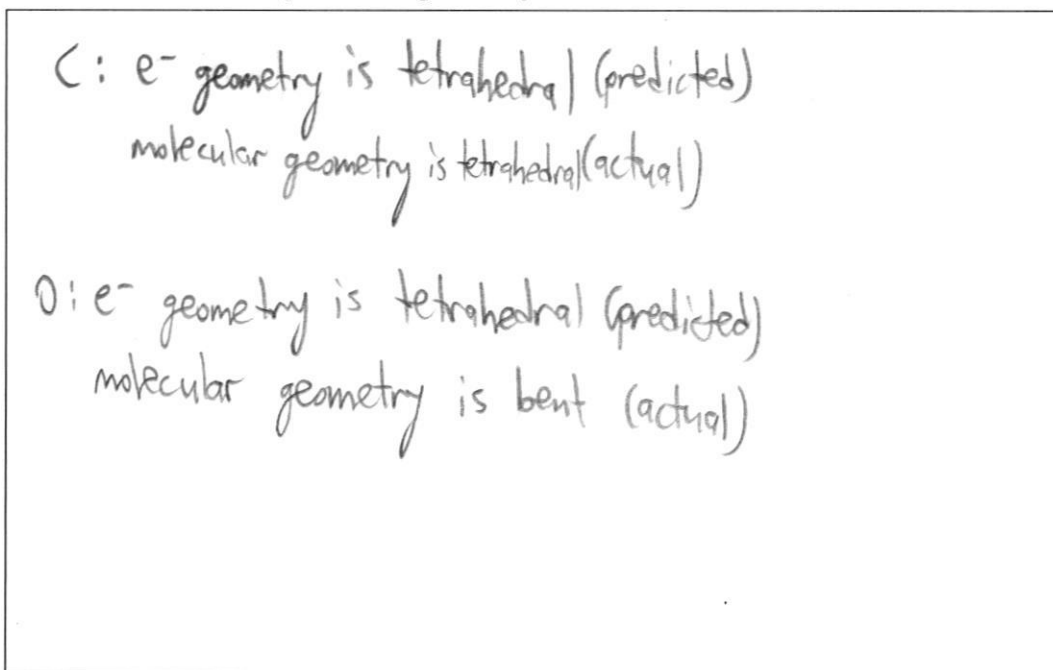 C: e⁻ geometry is tetrahedral (predicted)
molecular geometry is tetrahedral (actual)
O: e⁻ geometry is tetrahedral (predicted)
molecular geometry is bent (actual)